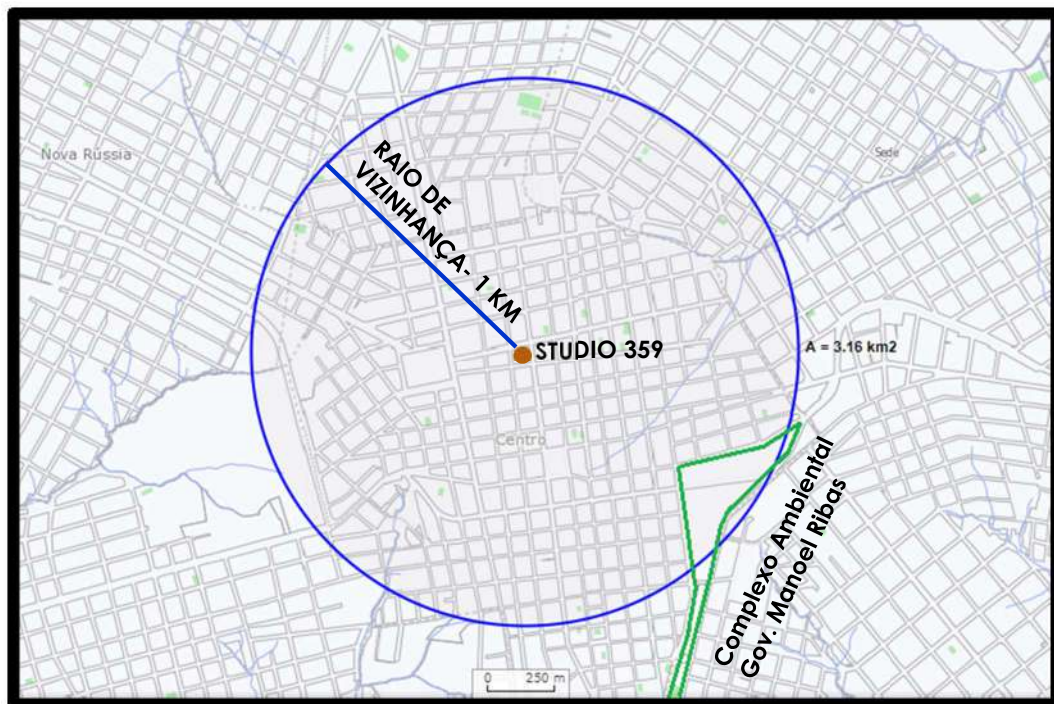 Nova Rússia
Sede
RAIO DE
VIZINHANÇA- 1 KM
STUDIO 359
A = 3.16 km2
Centro
Complexo Ambiental
Gov. Manoel Ribas
0 250 m